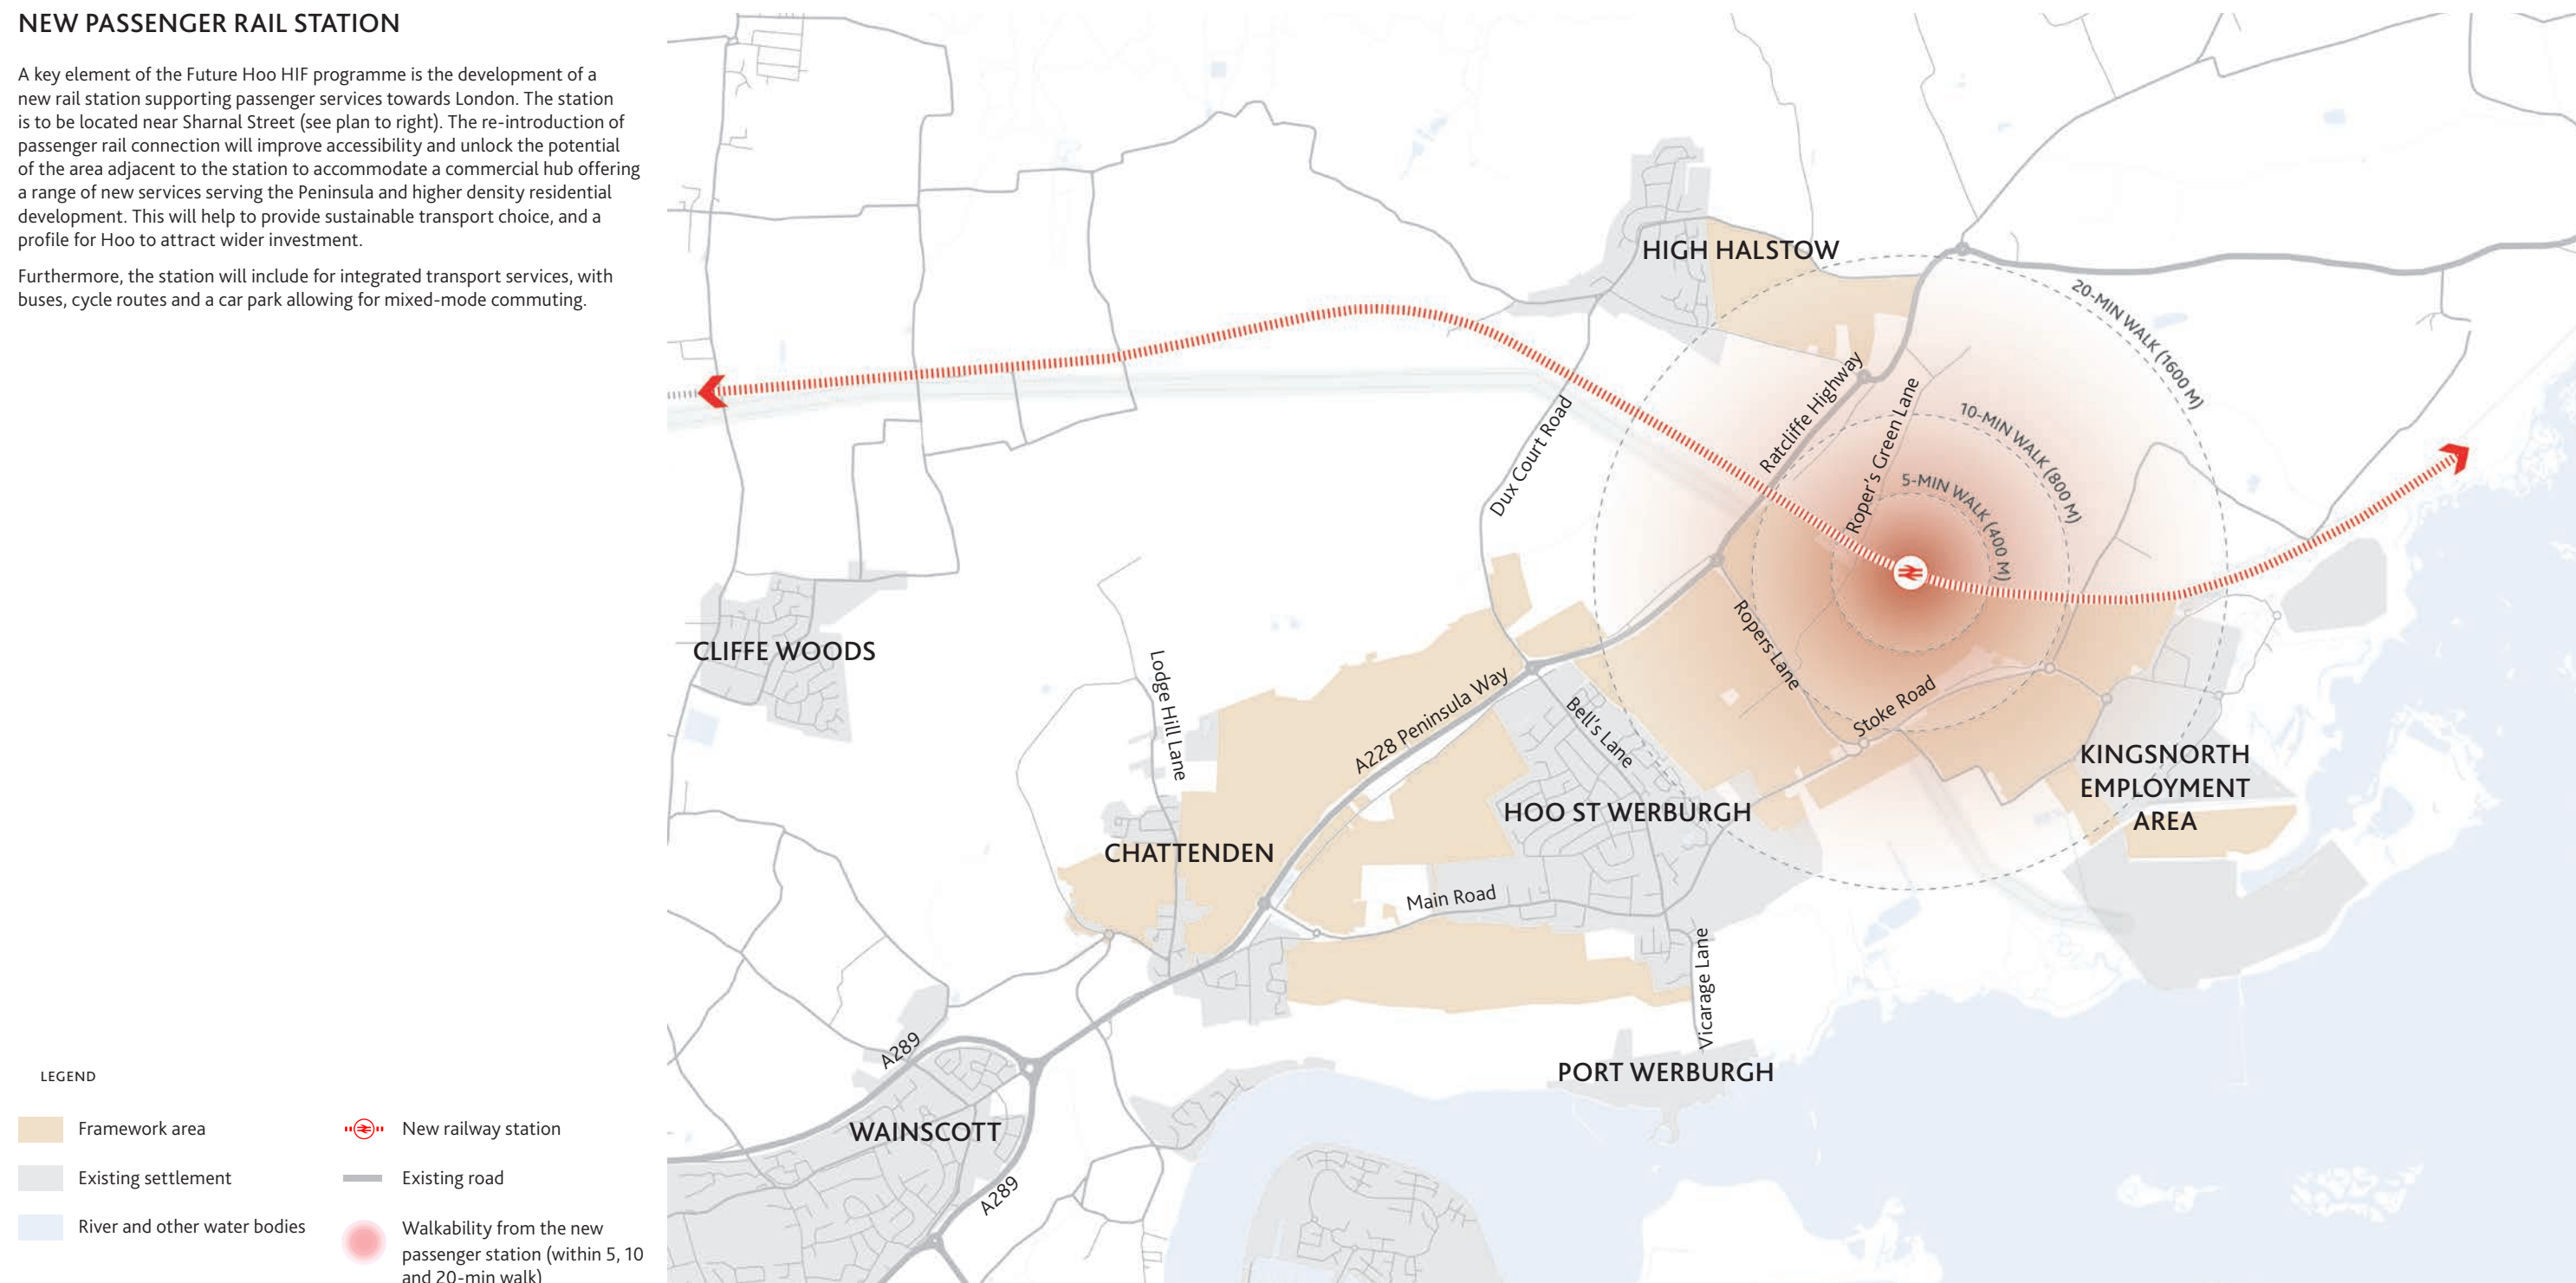 NEW PASSENGER RAIL STATION
A key element of the Future Hoo HIF programme is the development of a
new rail station supporting passenger services towards London. The station
is to be located near Sharnal Street (see plan to right). The re-introduction of
passenger rail connection will improve accessibility and unlock the potential
of the area adjacent to the station to accommodate a commercial hub offering
a range of new services serving the Peninsula and higher density residential
development. This will help to provide sustainable transport choice, and a
profile for Hoo to attract wider investment.
Furthermore, the station will include for integrated transport services, with
buses, cycle routes and a car park allowing for mixed-mode commuting.
HIGH HALSTOW
20-MIN WALK (1600 M)
10-MIN WALK (800 M)
5-MIN WALK (400 M)
Ratcliffe Highway
Roper's Green Lane
Dux Court Road
Ropers Lane
Stoke Road
CLIFFE WOODS
Lodge Hill Lane
A228 Peninsula Way
Bell's Lane
KINGSNORTH
EMPLOYMENT
AREA
HOO ST WERBURGH
CHATTENDEN
Main Road
Vicarage Lane
PORT WERBURGH
A289
WAINSCOTT
A289
LEGEND
Framework area
Existing settlement
River and other water bodies
New railway station
Existing road
Walkability from the new
passenger station (within 5, 10
and 20-min walk)